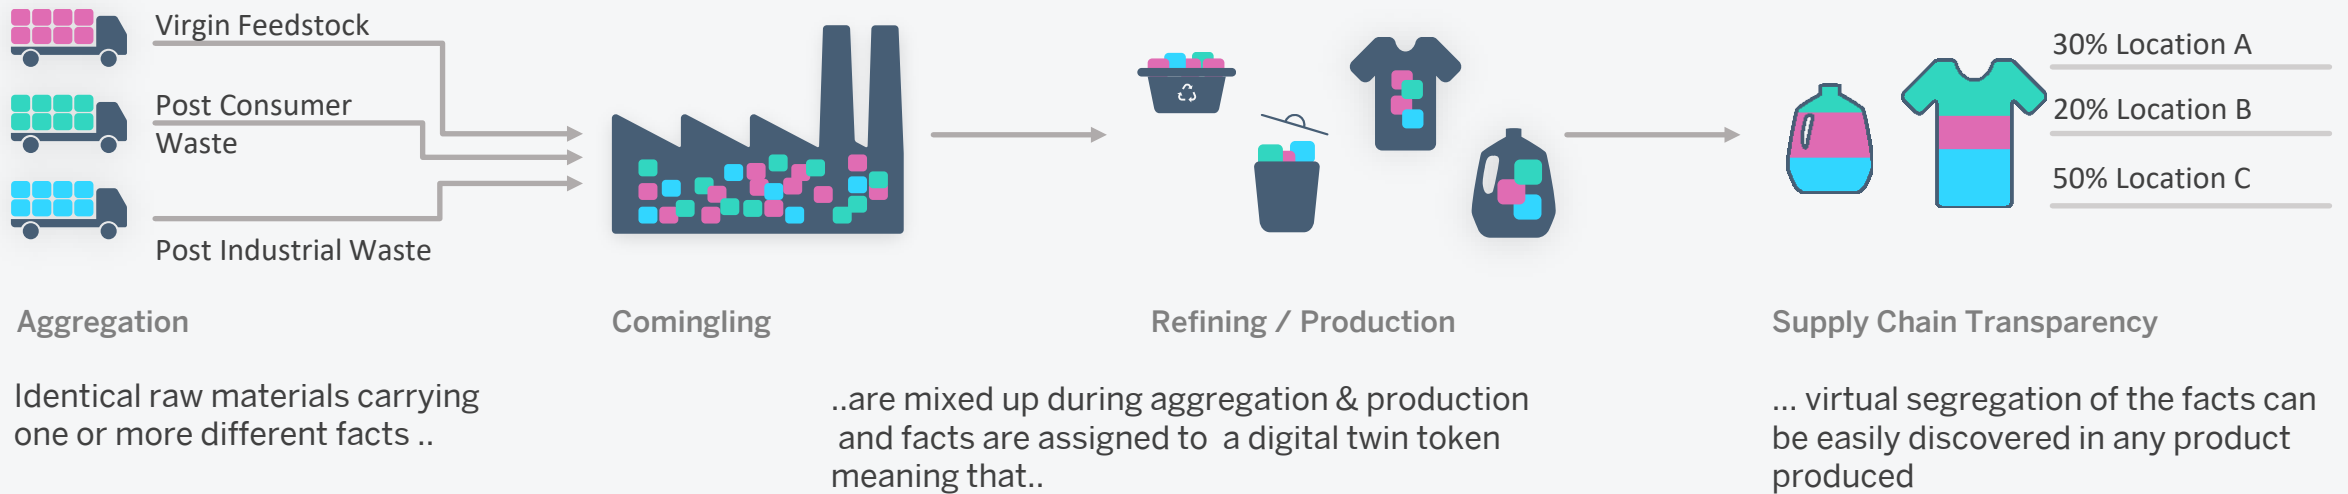 Virgin Feedstock
Post Consumer
Waste
Post Industrial Waste
30% Location A
20% Location B
50% Location C
Aggregation
Comingling
Refining / Production
Supply Chain Transparency
Identical raw materials carrying
one or more different facts ..
..are mixed up during aggregation & production
and facts are assigned to a digital twin token
meaning that..
... virtual segregation of the facts can
be easily discovered in any product
produced